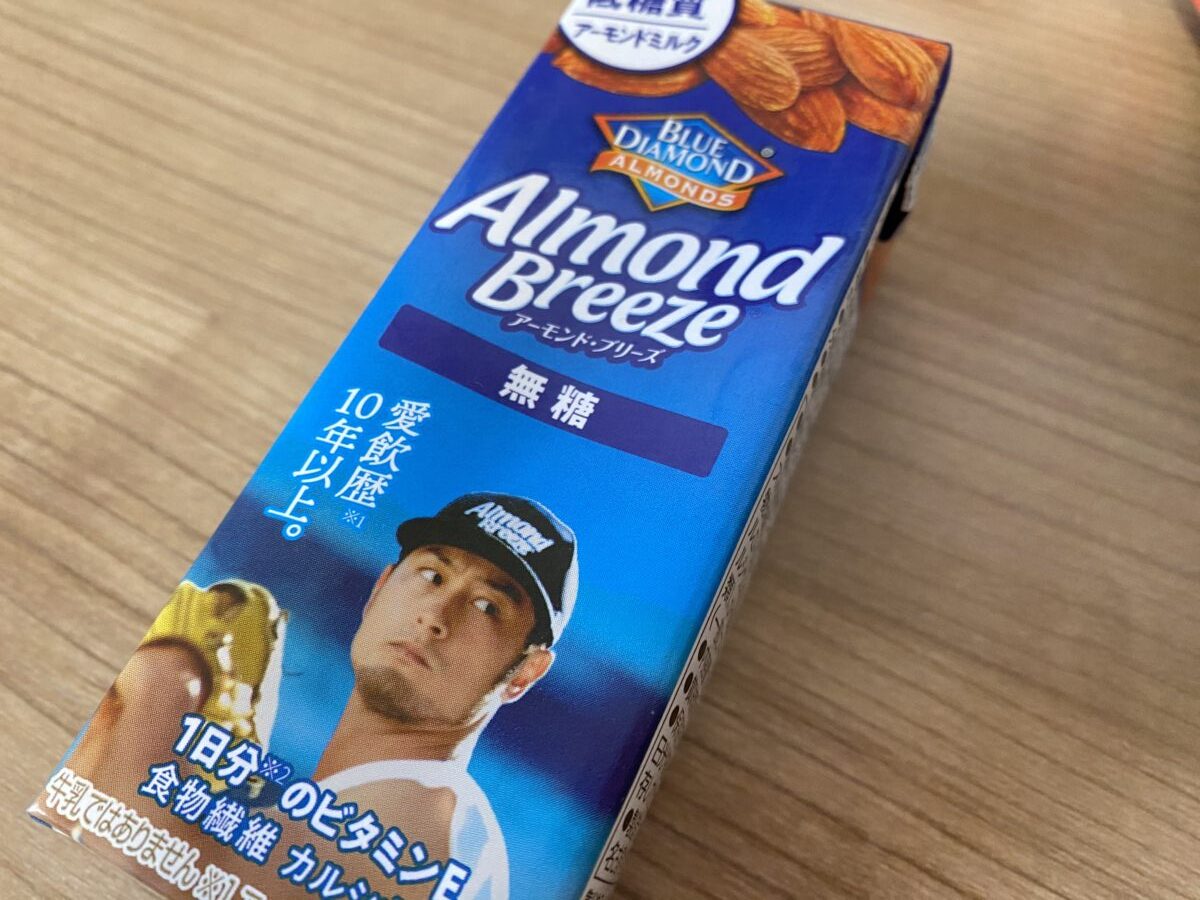 低糖質
アーモンドミルク
BLUE
DIAMOND
ALMONDS
®
Almond
Breeze
アーモンド・ブリーズ
無糖
愛飲歴※1
10年以上。
Almond
Breeze
1日分※2のビタミンE
食物繊維 カルシ
牛乳ではありません ※1